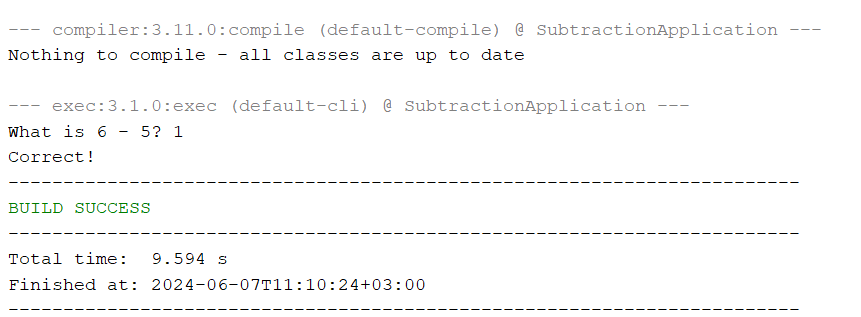 --- compiler:3.11.0:compile (default-compile) @ SubtractionApplication ---
Nothing to compile - all classes are up to date
--- exec:3.1.0:exec (default-cli) @ SubtractionApplication ---
What is 6 - 5? 1
Correct!
------------------------------------------------------------------------
BUILD SUCCESS
------------------------------------------------------------------------
Total time:  9.594 s
Finished at: 2024-06-07T11:10:24+03:00
------------------------------------------------------------------------